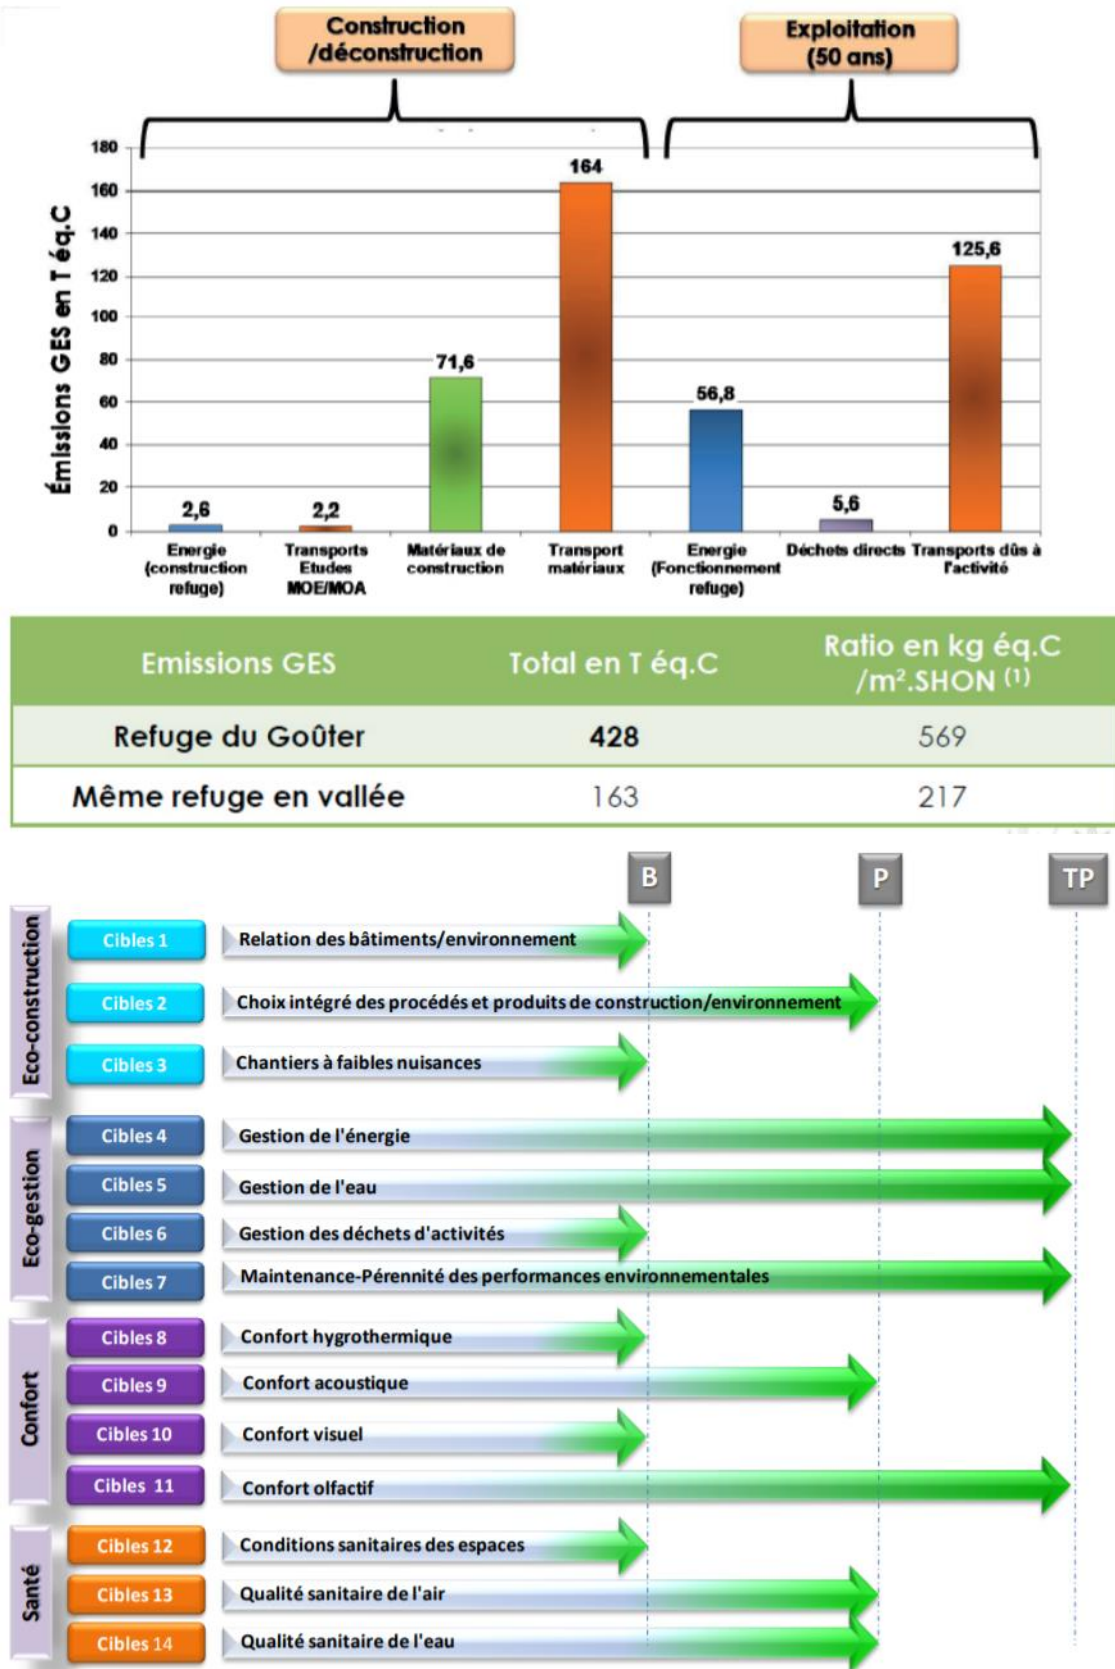 Construction
/déconstruction
Exploitation
(50 ans)
Émissions GES en T éq.C
180
160
140
120
100
80
60
40
20
0
2,6
2,2
71,6
164
56,8
5,6
125,6
Energie
(construction
refuge)
Transports
Etudes
MOE/MOA
Matériaux de
construction
Transport
matériaux
Energie
(Fonctionnement
refuge)
Déchets directs
Transports dûs à
l'activité
Emissions GES Total en T éq.C Ratio en kg éq.C
/m².SHON (1)
Refuge du Goûter 428 569
Même refuge en vallée 163 217
B P TP
Eco-construction
Cibles 1 Relation des bâtiments/environnement
Cibles 2 Choix intégré des procédés et produits de construction/environnement
Cibles 3 Chantiers à faibles nuisances
Eco-gestion
Cibles 4 Gestion de l'énergie
Cibles 5 Gestion de l'eau
Cibles 6 Gestion des déchets d'activités
Cibles 7 Maintenance-Pérennité des performances environnementales
Confort
Cibles 8 Confort hygrothermique
Cibles 9 Confort acoustique
Cibles 10 Confort visuel
Cibles 11 Confort olfactif
Santé
Cibles 12 Conditions sanitaires des espaces
Cibles 13 Qualité sanitaire de l'air
Cibles 14 Qualité sanitaire de l'eau